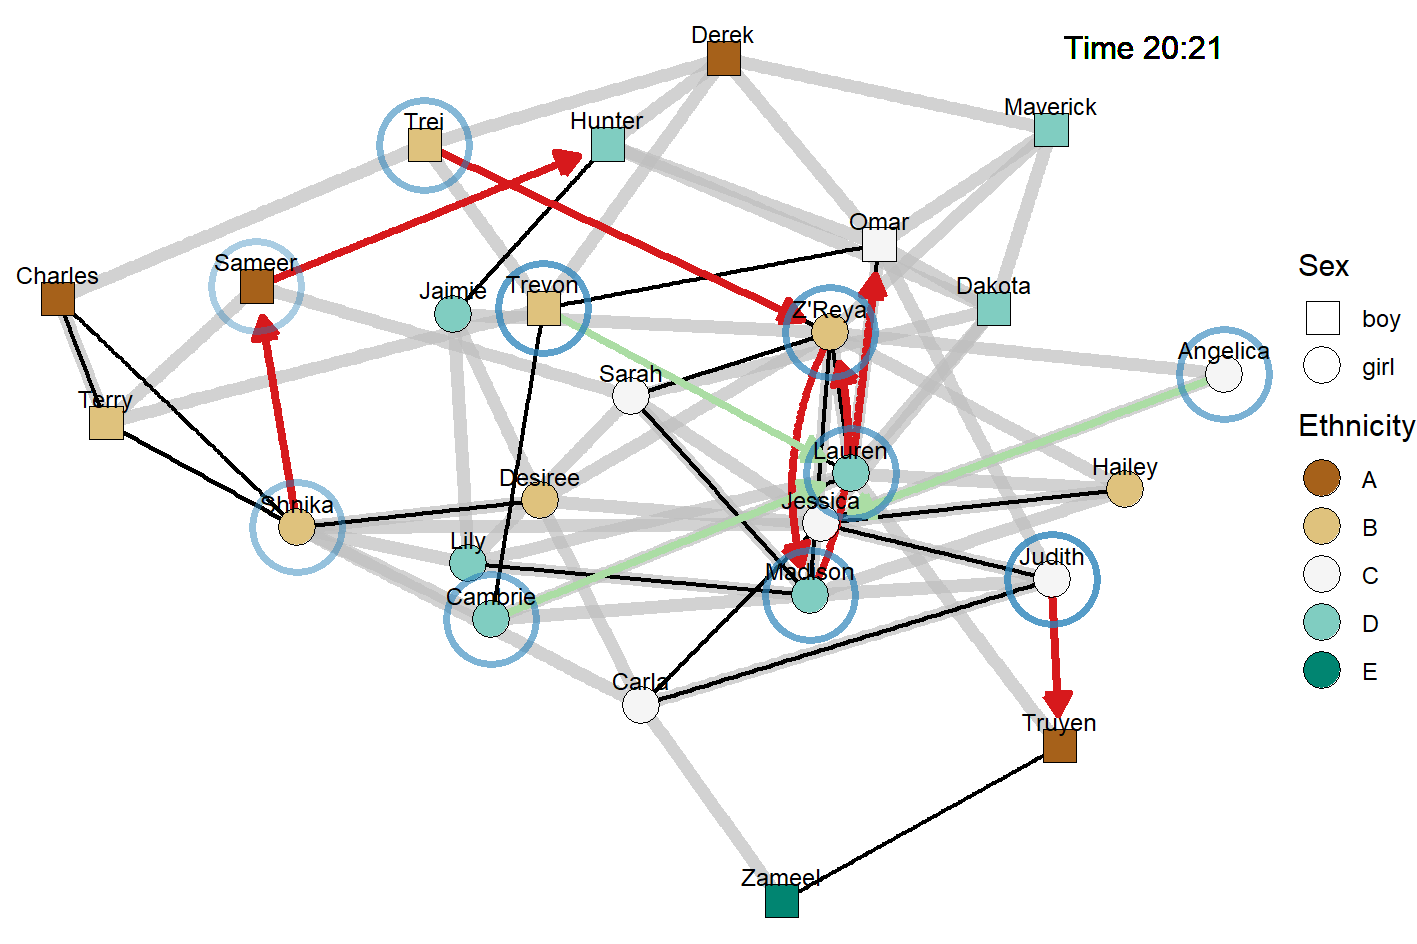 Derek
Time 20:21
Maverick
Trei
Hunter
Omar
Sameer
Charles
Jaimie
Trevon
Dakota
Z'Reya
Angelica
Sarah
Terry
Lauren
Hailey
Desiree
Shnika
Jessica
Lily
Madison
Judith
Cambrie
Carla
Truyen
Zameel
Sex
boy
girl
Ethnicity
A
B
C
D
E